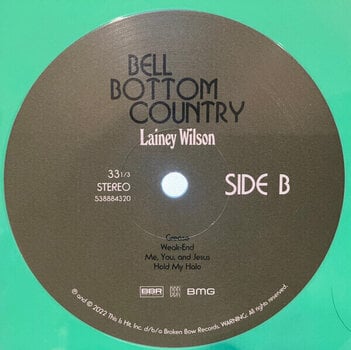 BELL
BOTTOM
COUNTRY
Lainey Wilson
33 1/3
STEREO
538884320
SIDE B
Grease
Weak-End
Me, You, and Jesus
Hold My Halo
BBR
BMG
℗ and © 2022 This Is Hit, Inc. d/b/a Broken Bow Records. WARNING: All rights reserved.